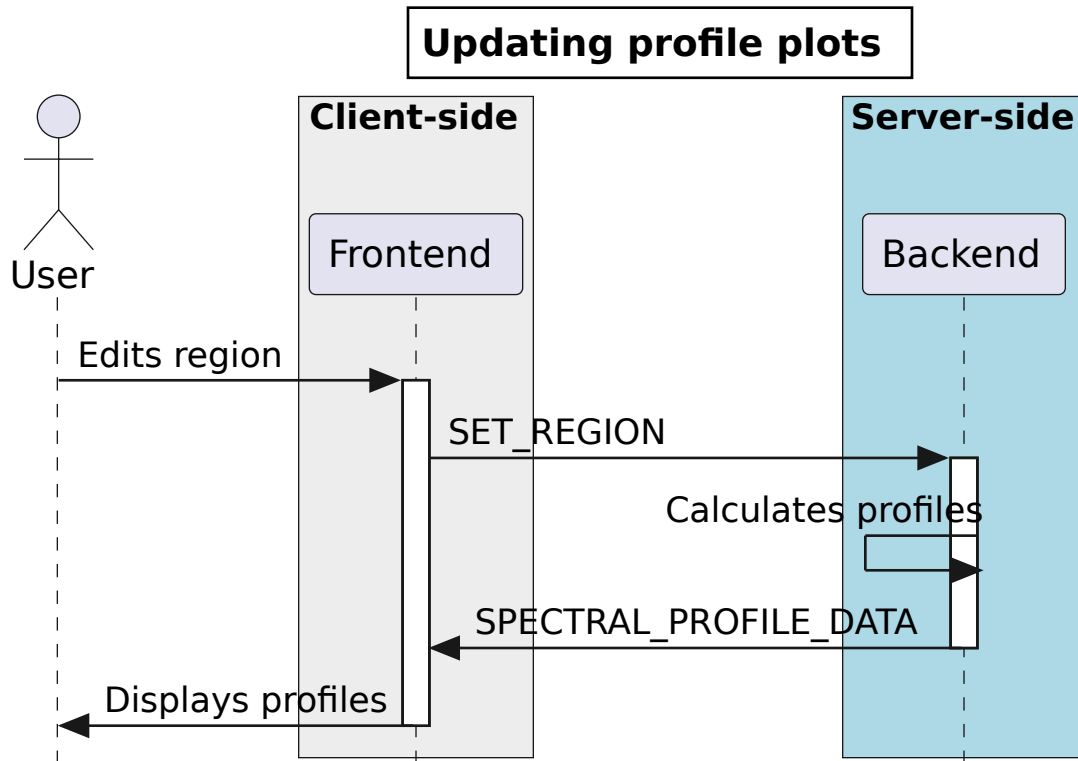 Updating profile plots
Client-side
Server-side
User
Frontend
Backend
Edits region
SET_REGION
Calculates profiles
SPECTRAL_PROFILE_DATA
Displays profiles